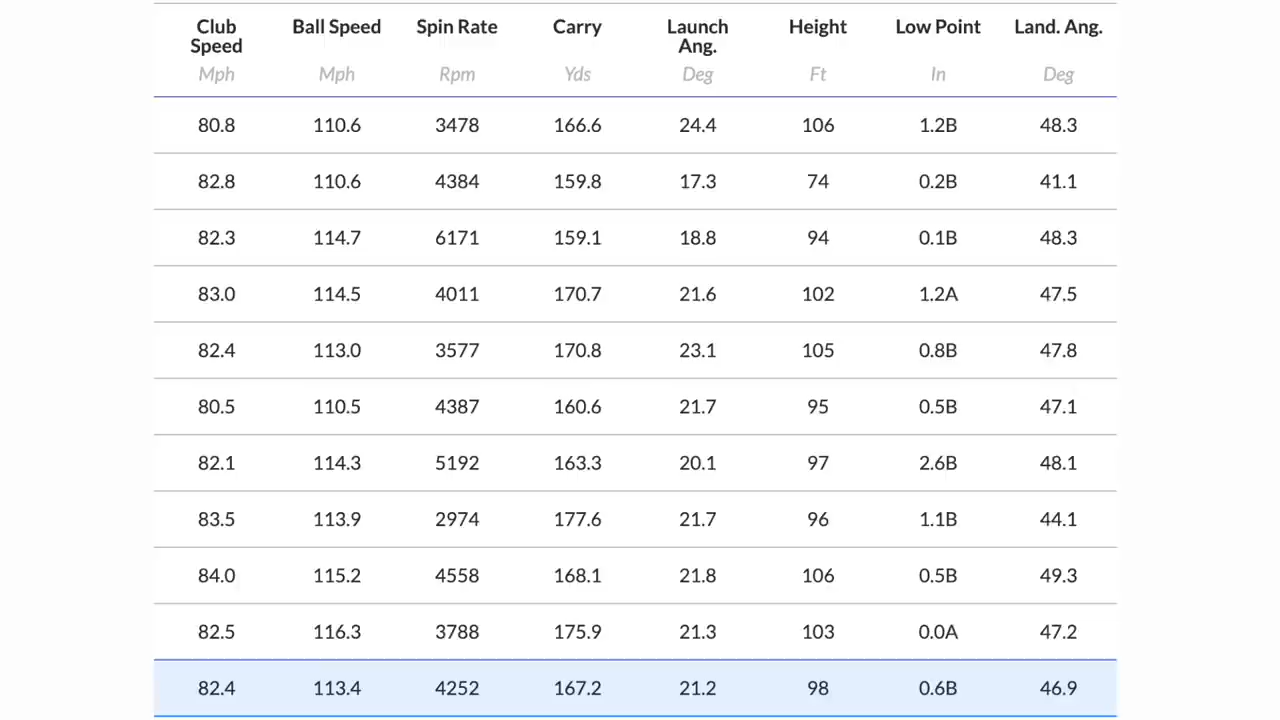 Club Speed Ball Speed Spin Rate Carry Launch Ang. Height Low Point Land. Ang.
Mph Mph Rpm Yds Deg Ft In Deg
80.8 110.6 3478 166.6 24.4 106 1.2B 48.3
82.8 110.6 4384 159.8 17.3 74 0.2B 41.1
82.3 114.7 6171 159.1 18.8 94 0.1B 48.3
83.0 114.5 4011 170.7 21.6 102 1.2A 47.5
82.4 113.0 3577 170.8 23.1 105 0.8B 47.8
80.5 110.5 4387 160.6 21.7 95 0.5B 47.1
82.1 114.3 5192 163.3 20.1 97 2.6B 48.1
83.5 113.9 2974 177.6 21.7 96 1.1B 44.1
84.0 115.2 4558 168.1 21.8 106 0.5B 49.3
82.5 116.3 3788 175.9 21.3 103 0.0A 47.2
82.4 113.4 4252 167.2 21.2 98 0.6B 46.9